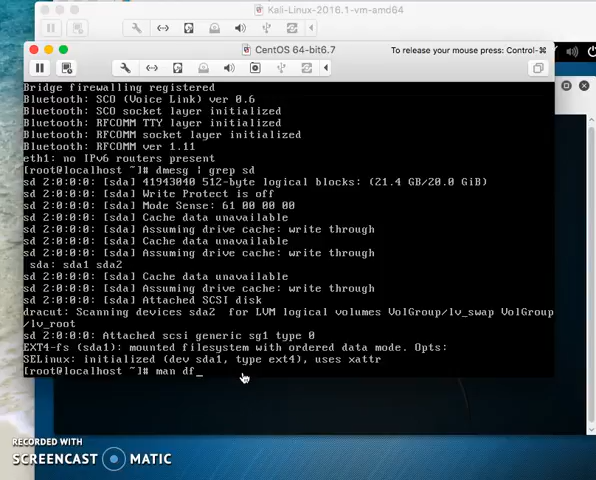 Kali-Linux-2016.1-vm-amd64
CentOS 64-bit6.7
To release your mouse press: Control-⌘
Bridge firewalling registered
Bluetooth: SCO (Voice Link) ver 0.6
Bluetooth: SCO socket layer initialized
Bluetooth: RFCOMM TTY layer initialized
Bluetooth: RFCOMM socket layer initialized
Bluetooth: RFCOMM ver 1.11
eth1: no IPv6 routers present
[root@localhost ~]# dmesg | grep sd
sd 2:0:0:0: [sda] 41943040 512-byte logical blocks: (21.4 GB/20.0 GiB)
sd 2:0:0:0: [sda] Write Protect is off
sd 2:0:0:0: [sda] Mode Sense: 61 00 00 00
sd 2:0:0:0: [sda] Cache data unavailable
sd 2:0:0:0: [sda] Assuming drive cache: write through
sd 2:0:0:0: [sda] Cache data unavailable
sd 2:0:0:0: [sda] Assuming drive cache: write through
sda: sda1 sda2
sd 2:0:0:0: [sda] Cache data unavailable
sd 2:0:0:0: [sda] Assuming drive cache: write through
sd 2:0:0:0: [sda] Attached SCSI disk
dracut: Scanning devices sda2  for LVM logical volumes VolGroup/lv_swap VolGroup
/lv_root
sd 2:0:0:0: Attached scsi generic sg1 type 0
EXT4-fs (sda1): mounted filesystem with ordered data mode. Opts:
SELinux: initialized (dev sda1, type ext4), uses xattr
[root@localhost ~]# man df_
RECORDED WITH
SCREENCAST MATIC